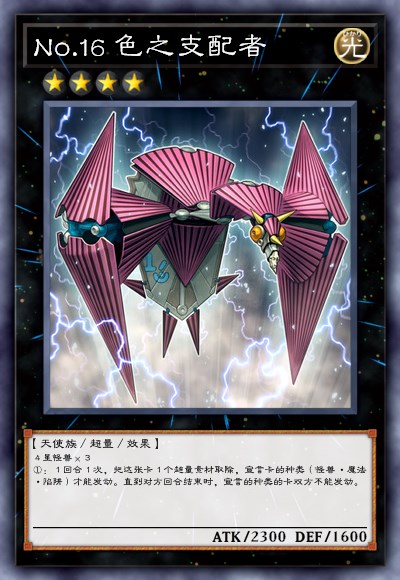 No.16 色之支配者
ひかり
光
16
【 天使族 / 超量 / 效果 】
４星怪兽×３
①：１回合１次，把这张卡１个超量素材取除，宣言卡的种类（怪兽・魔法
・陷阱）才能发动。直到对方回合结束时，宣言的种类的卡双方不能发动。
ATK/2300 DEF/1600